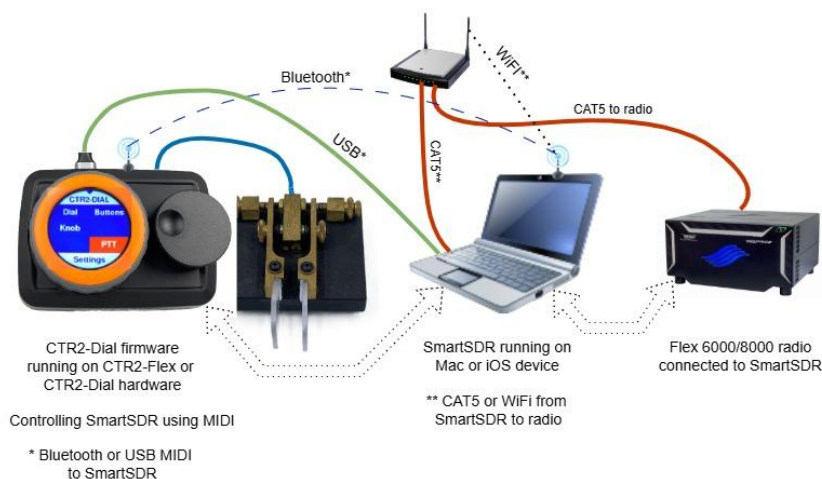 WiFI**
Bluetooth*
CAT5 to radio
USB*
CAT5**
CTR2-DIAL
Dial Buttons
Knob
PTT
Settings
CTR2-Dial firmware
running on CTR2-Flex or
CTR2-Dial hardware
Controlling SmartSDR using MIDI
* Bluetooth or USB MIDI
to SmartSDR
SmartSDR running on
Mac or iOS device
** CAT5 or WiFi from
SmartSDR to radio
Flex 6000/8000 radio
connected to SmartSDR